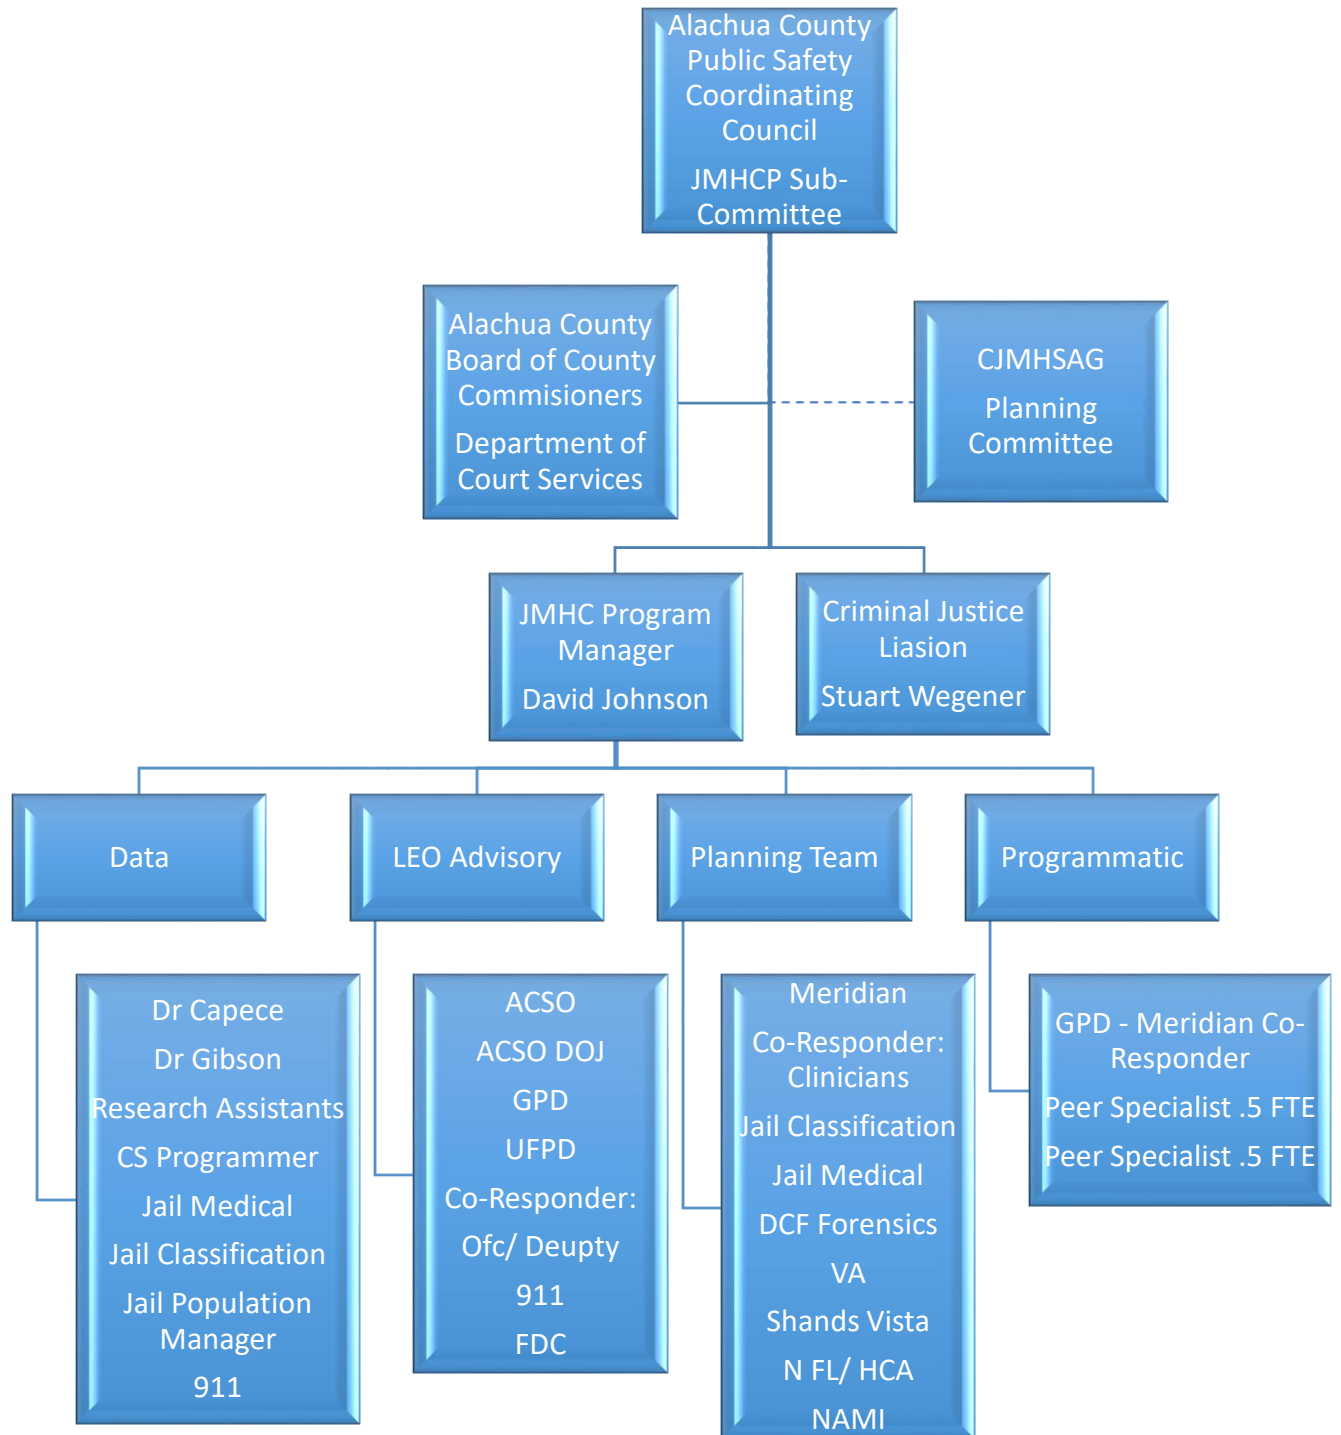 Alachua County
Public Safety
Coordinating
Council
JMHCP Sub-
Committee
Alachua County
Board of County
Commisioners
Department of
Court Services
CJMHSAG
Planning
Committee
JMHC Program
Manager
David Johnson
Criminal Justice
Liasion
Stuart Wegener
Data
LEO Advisory
Planning Team
Programmatic
Dr Capece
Dr Gibson
Research Assistants
CS Programmer
Jail Medical
Jail Classification
Jail Population
Manager
911
ACSO
ACSO DOJ
GPD
UFPD
Co-Responder:
Ofc/ Deupty
911
FDC
Meridian
Co-Responder:
Clinicians
Jail Classification
Jail Medical
DCF Forensics
VA
Shands Vista
N FL/ HCA
NAMI
GPD - Meridian Co-
Responder
Peer Specialist .5 FTE
Peer Specialist .5 FTE